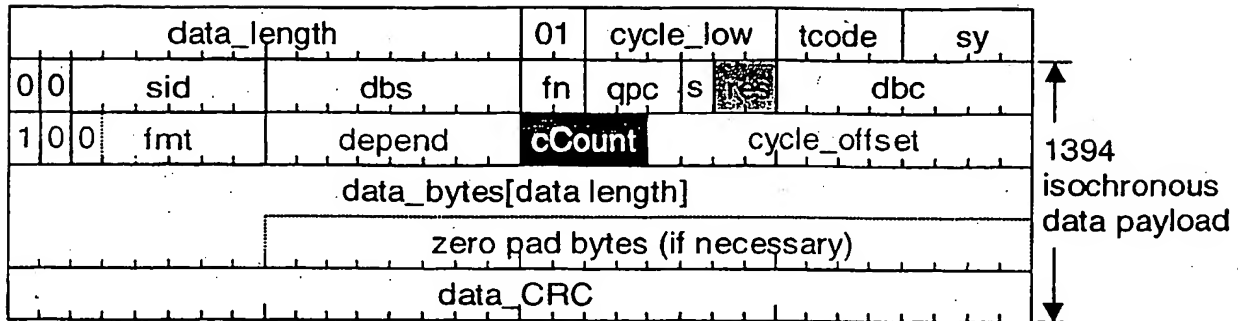 data_length 01 cycle_low tcode sy
0 0 sid dbs fn qpc s res dbc
1 0 0 fmt depend cCount cycle_offset
data_bytes[data length]
zero pad bytes (if necessary)
data_CRC
1394
isochronous
data payload